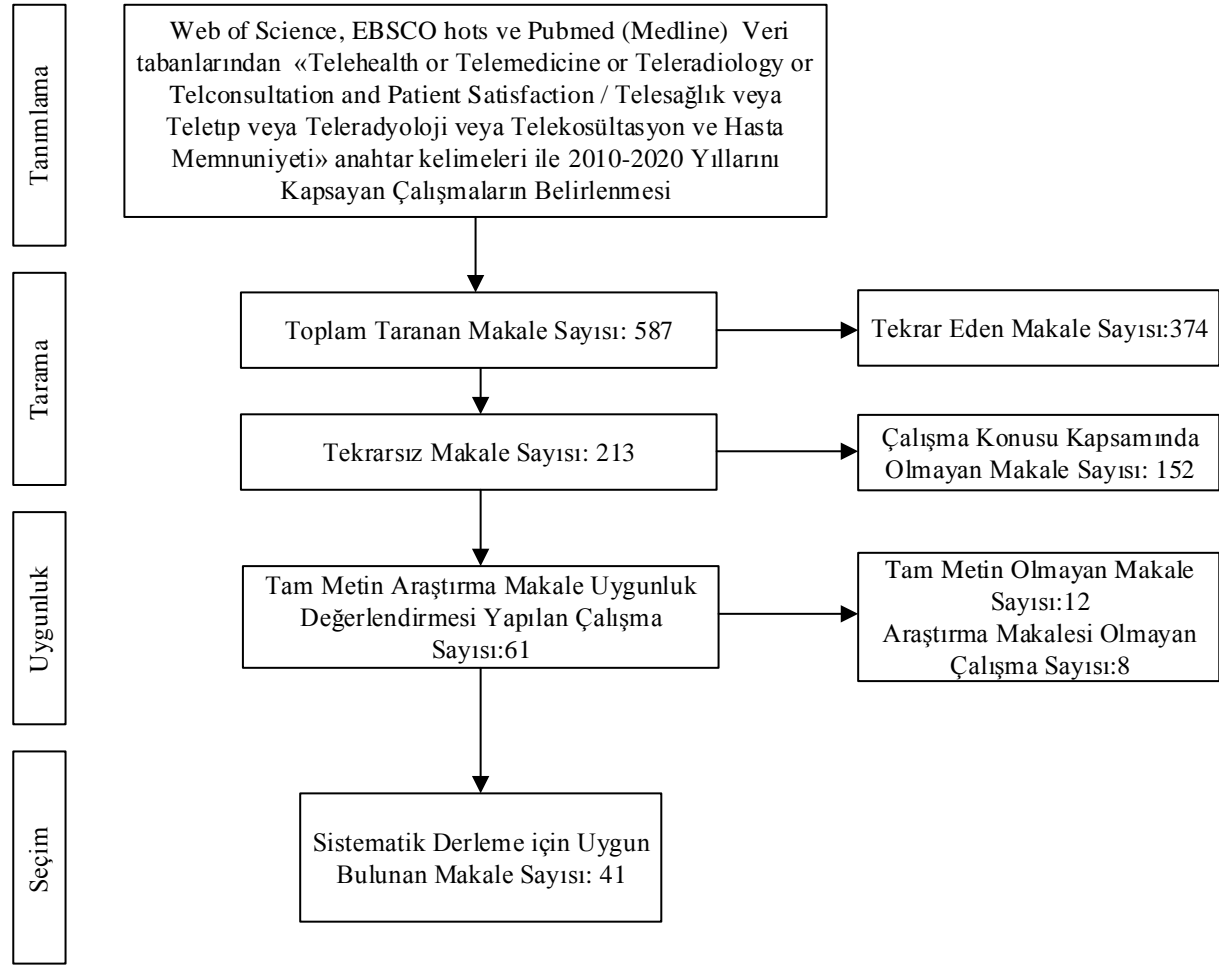 Tanımlama
Web of Science, EBSCO hots ve Pubmed (Medline) Veri
tabanlarından «Telehealth or Telemedicine or Teleradiology or
Telconsultation and Patient Satisfaction / Telesağlık veya
Teletıp veya Teleradyoloji veya Telekosültasyon ve Hasta
Memnuniyeti» anahtar kelimeleri ile 2010-2020 Yıllarını
Kapsayan Çalışmaların Belirlenmesi
Tarama
Toplam Taranan Makale Sayısı: 587
Tekrar Eden Makale Sayısı:374
Tekrarsız Makale Sayısı: 213
Çalışma Konusu Kapsamında
Olmayan Makale Sayısı: 152
Uygunluk
Tam Metin Araştırma Makale Uygunluk
Değerlendirmesi Yapılan Çalışma
Sayısı:61
Tam Metin Olmayan Makale
Sayısı:12
Araştırma Makalesi Olmayan
Çalışma Sayısı:8
Seçim
Sistematik Derleme için Uygun
Bulunan Makale Sayısı: 41